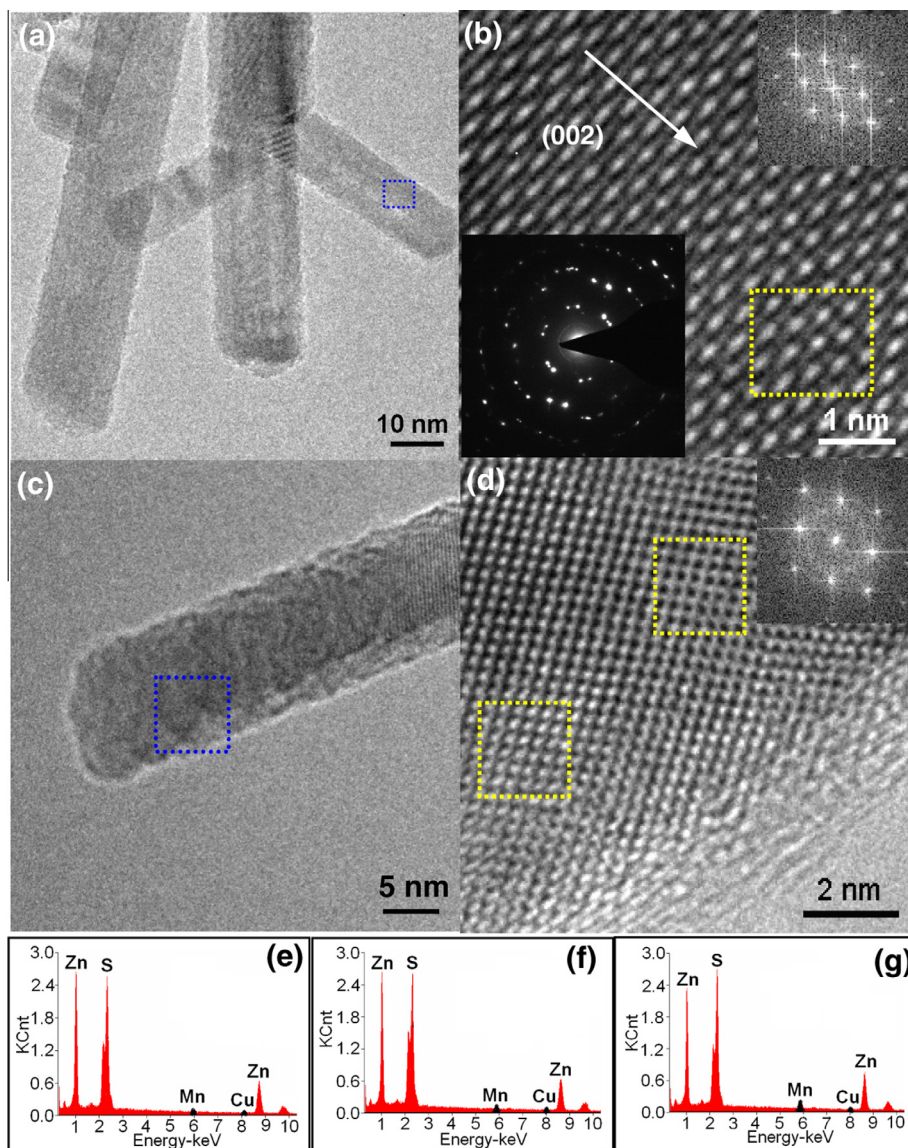 (a)
10 nm
(b)
(002)
1 nm
(c)
5 nm
(d)
2 nm
(e)
3.0
2.4
1.8
1.2
0.6
0.0
KCnt
Zn
S
Mn
Cu
Zn
1 2 3 4 5 6 7 8 9 10
Energy-keV
(f)
3.0
2.4
1.8
1.2
0.6
0.0
KCnt
Zn
S
Mn
Cu
Zn
1 2 3 4 5 6 7 8 9 10
Energy-keV
(g)
3.0
2.4
1.8
1.2
0.6
0.0
KCnt
Zn
S
Mn
Cu
Zn
1 2 3 4 5 6 7 8 9 10
Energy-keV